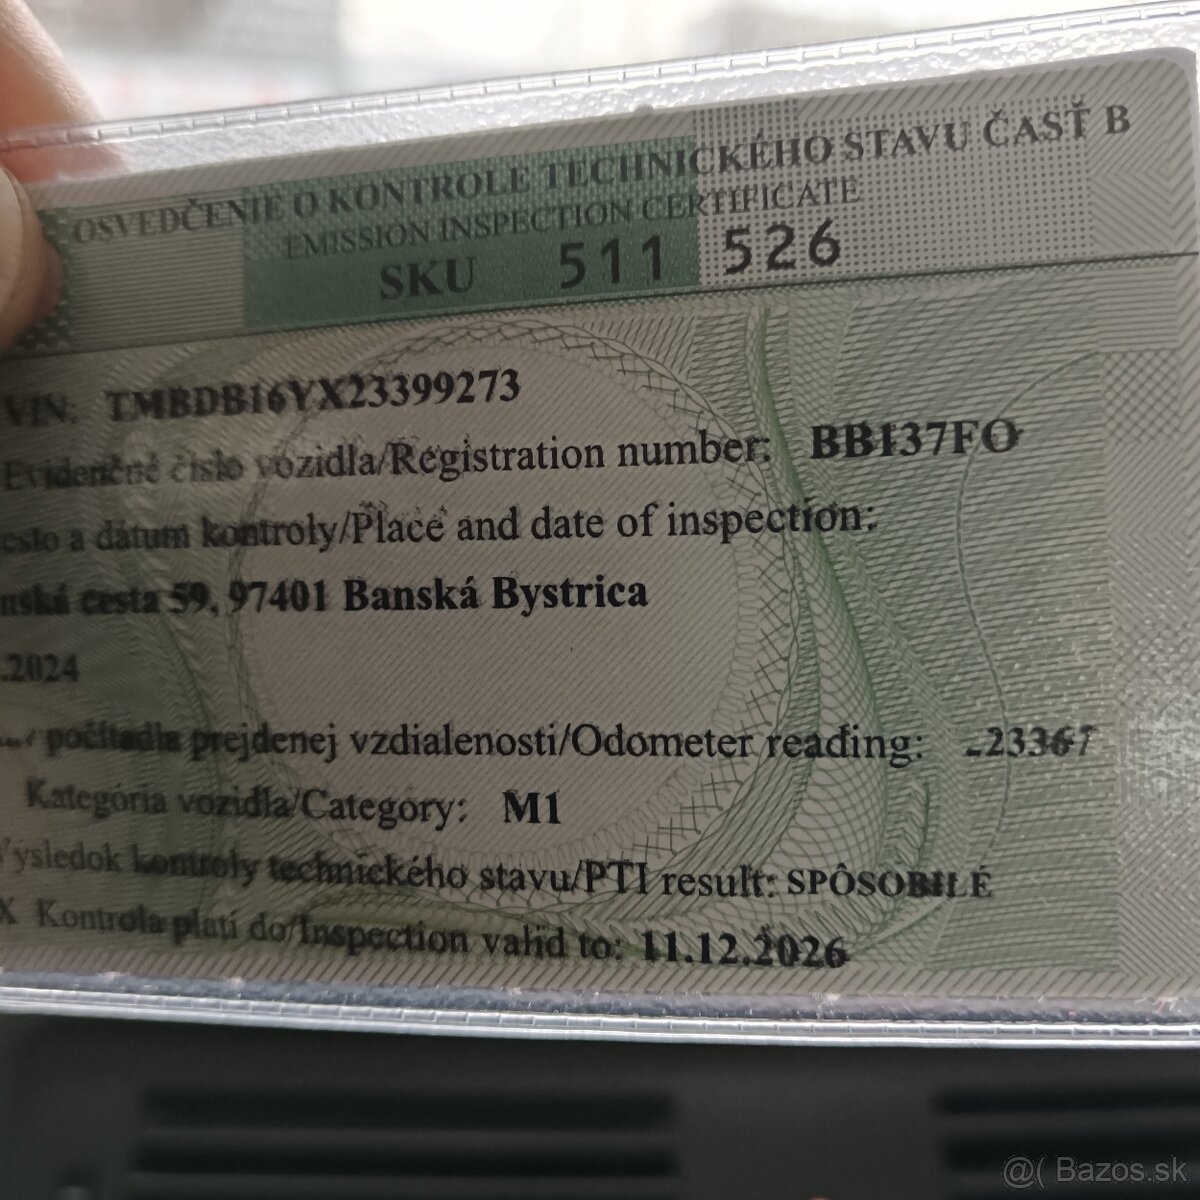 OSVEDČENIE O KONTROLE TECHNICKÉHO STAVU ČASŤ B
EMISSION INSPECTION CERTIFICATE
SKU 511 526
VIN: TMBDB16YX23399273
Evidenčné číslo vozidla/Registration number: BB137FO
a dátum kontroly/Place and date of inspection:
cesta 59, 97401 Banská Bystrica
.2024
počítadla prejdenej vzdialenosti/Odometer reading:
Kategória vozidla/Category: M1
Výsledok kontroly technického stavu/PTI result: SPÔSOBILÉ
X Kontrola platí do/Inspection valid to: 11.12.2026
@( Bazos.sk